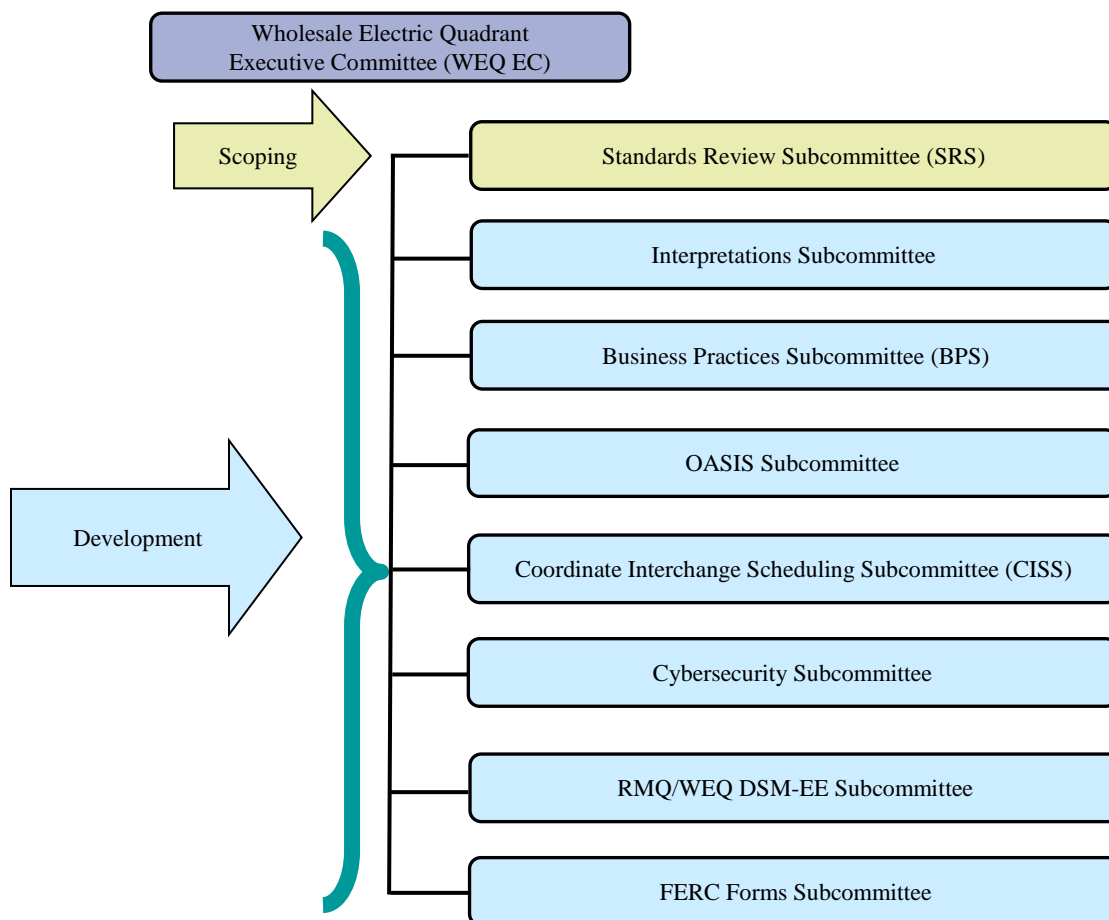 Wholesale Electric Quadrant
Executive Committee (WEQ EC)
Scoping
Standards Review Subcommittee (SRS)
Interpretations Subcommittee
Business Practices Subcommittee (BPS)
OASIS Subcommittee
Development
Coordinate Interchange Scheduling Subcommittee (CISS)
Cybersecurity Subcommittee
RMQ/WEQ DSM-EE Subcommittee
FERC Forms Subcommittee